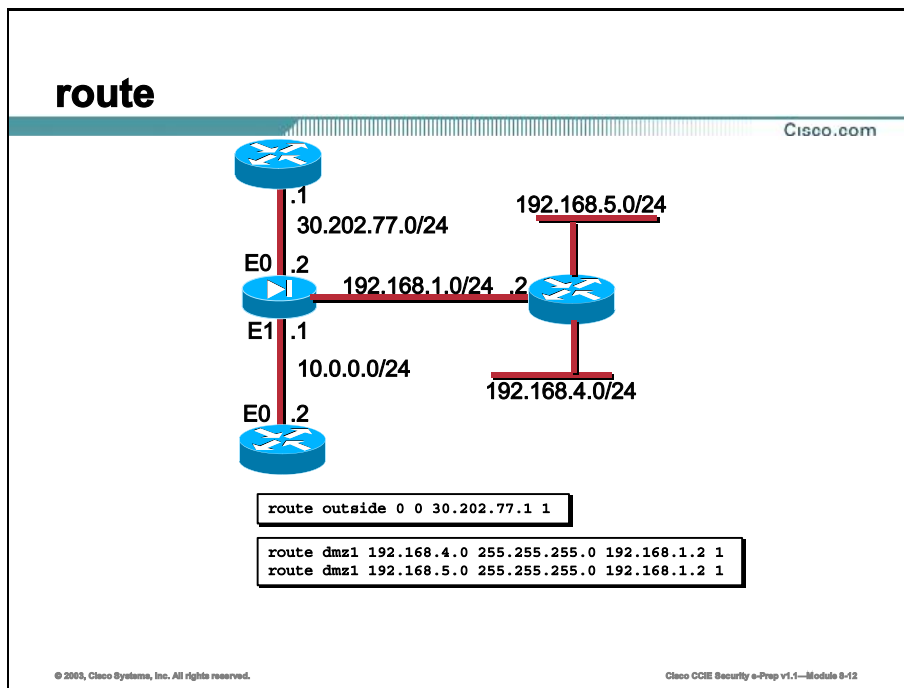 route
Cisco.com
.1
30.202.77.0/24
192.168.5.0/24
E0 .2
192.168.1.0/24 .2
E1 .1
10.0.0.0/24
192.168.4.0/24
E0 .2
route outside 0 0 30.202.77.1 1
route dmz1 192.168.4.0 255.255.255.0 192.168.1.2 1
route dmz1 192.168.5.0 255.255.255.0 192.168.1.2 1
© 2003, Cisco Systems, Inc. All rights reserved.
Cisco CCIE Security e-Prep v1.1—Module 8-12